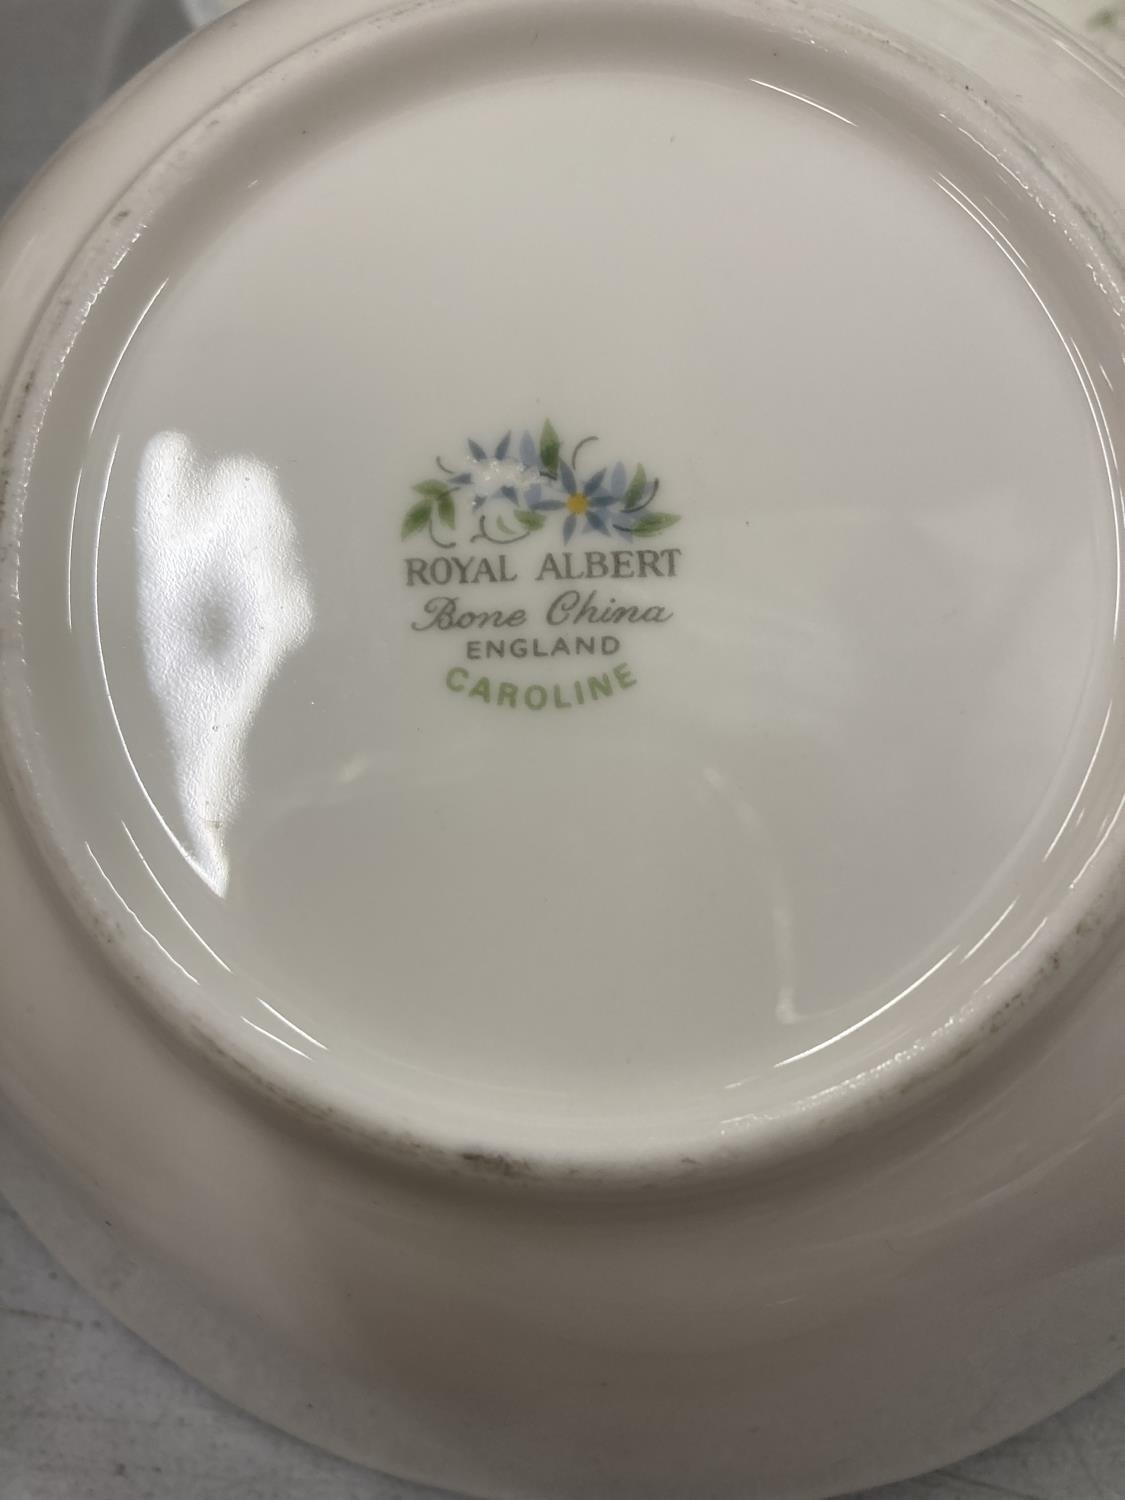 ROYAL ALBERT
Bone China
ENGLAND
CAROLINE